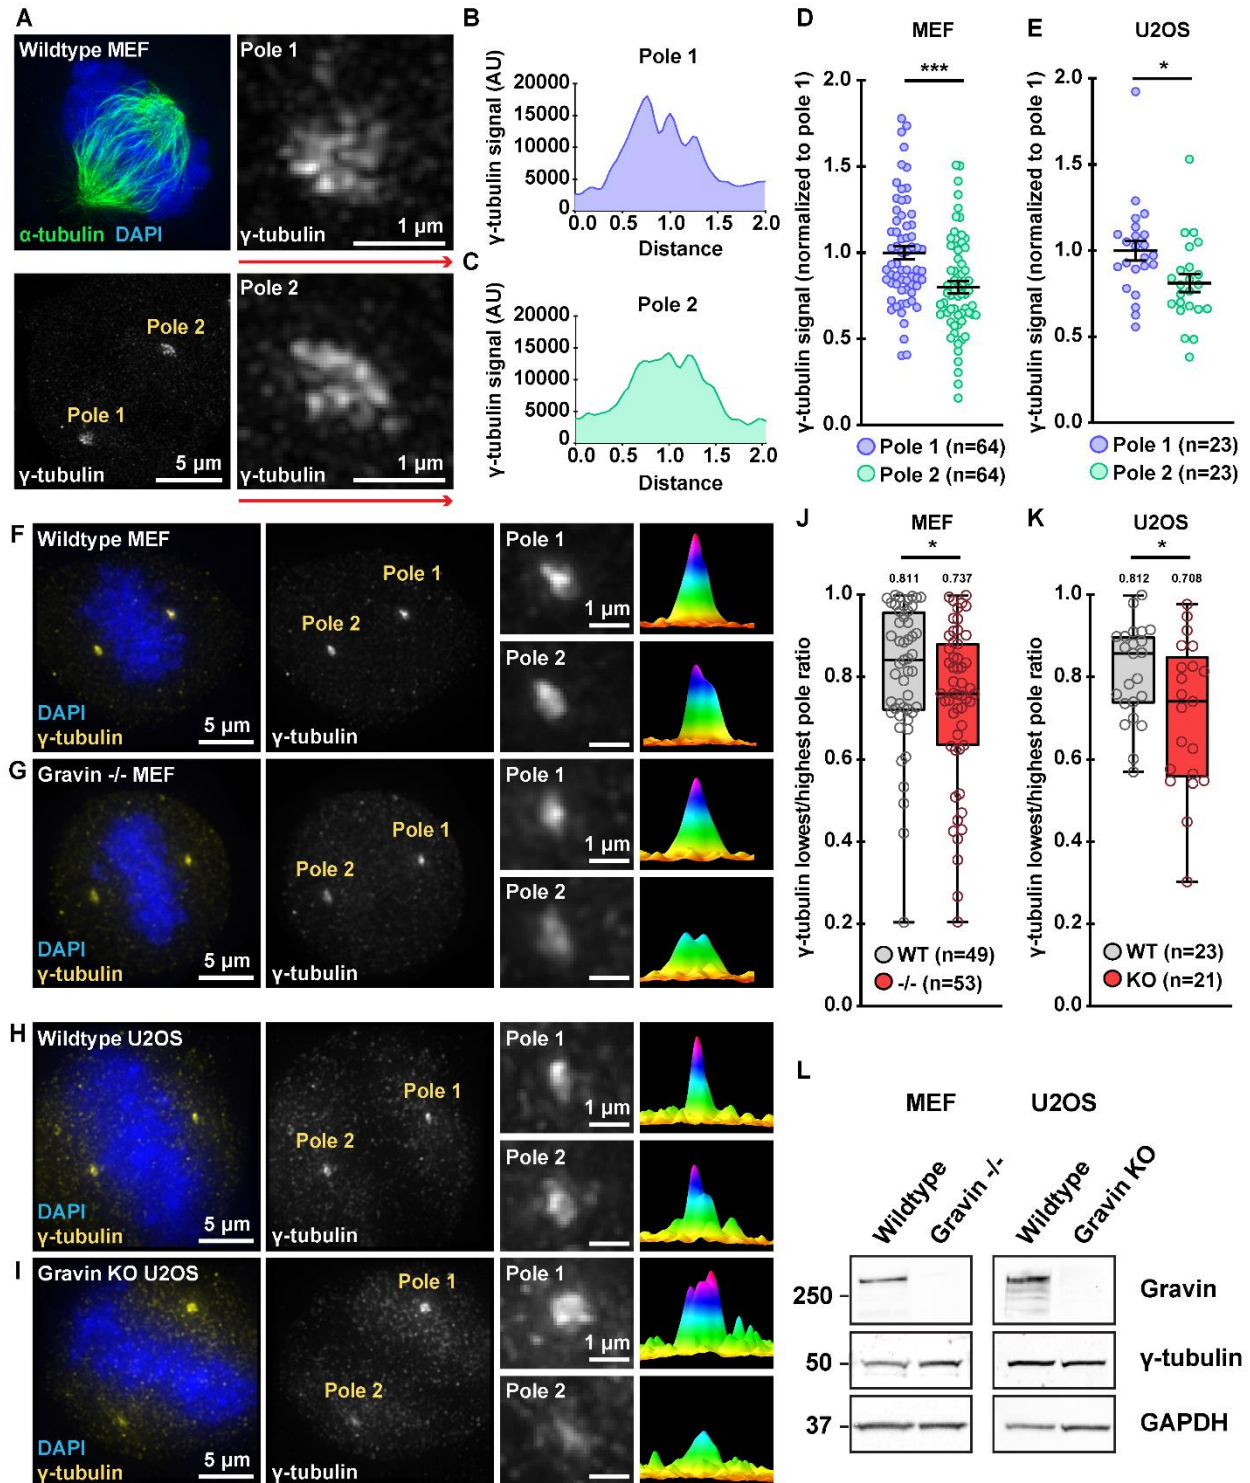 A
Wildtype MEF
α-tubulin DAPI
Pole 1
γ-tubulin
1 µm
Pole 2
Pole 1
γ-tubulin
5 µm
Pole 2
γ-tubulin
1 µm
B
Pole 1
γ-tubulin signal (AU)
20000
15000
10000
5000
0
0.0 0.5 1.0 1.5 2.0
Distance
C
Pole 2
γ-tubulin signal (AU)
20000
15000
10000
5000
0
0.0 0.5 1.0 1.5 2.0
Distance
D
MEF
***
γ-tubulin signal (normalized to pole 1)
2.0
1.5
1.0
0.5
0.0
Pole 1 (n=64)
Pole 2 (n=64)
E
U2OS
*
γ-tubulin signal (normalized to pole 1)
2.0
1.5
1.0
0.5
0.0
Pole 1 (n=23)
Pole 2 (n=23)
F
Wildtype MEF
DAPI
γ-tubulin
5 µm
Pole 1
Pole 2
γ-tubulin
Pole 1
1 µm
Pole 2
G
Gravin -/- MEF
DAPI
γ-tubulin
5 µm
Pole 1
Pole 2
γ-tubulin
Pole 1
1 µm
Pole 2
H
Wildtype U2OS
DAPI
γ-tubulin
5 µm
Pole 1
Pole 2
γ-tubulin
Pole 1
1 µm
Pole 2
I
Gravin KO U2OS
DAPI
γ-tubulin
5 µm
Pole 1
Pole 2
γ-tubulin
Pole 1
1 µm
Pole 2
J
MEF
*
0.811 0.737
γ-tubulin lowest/highest pole ratio
1.0
0.8
0.6
0.4
0.2
0.0
WT (n=49)
-/- (n=53)
K
U2OS
*
0.812 0.708
γ-tubulin lowest/highest pole ratio
1.0
0.8
0.6
0.4
0.2
0.0
WT (n=23)
KO (n=21)
L
MEF U2OS
Wildtype
Gravin -/-
Wildtype
Gravin KO
250
Gravin
50
γ-tubulin
37
GAPDH